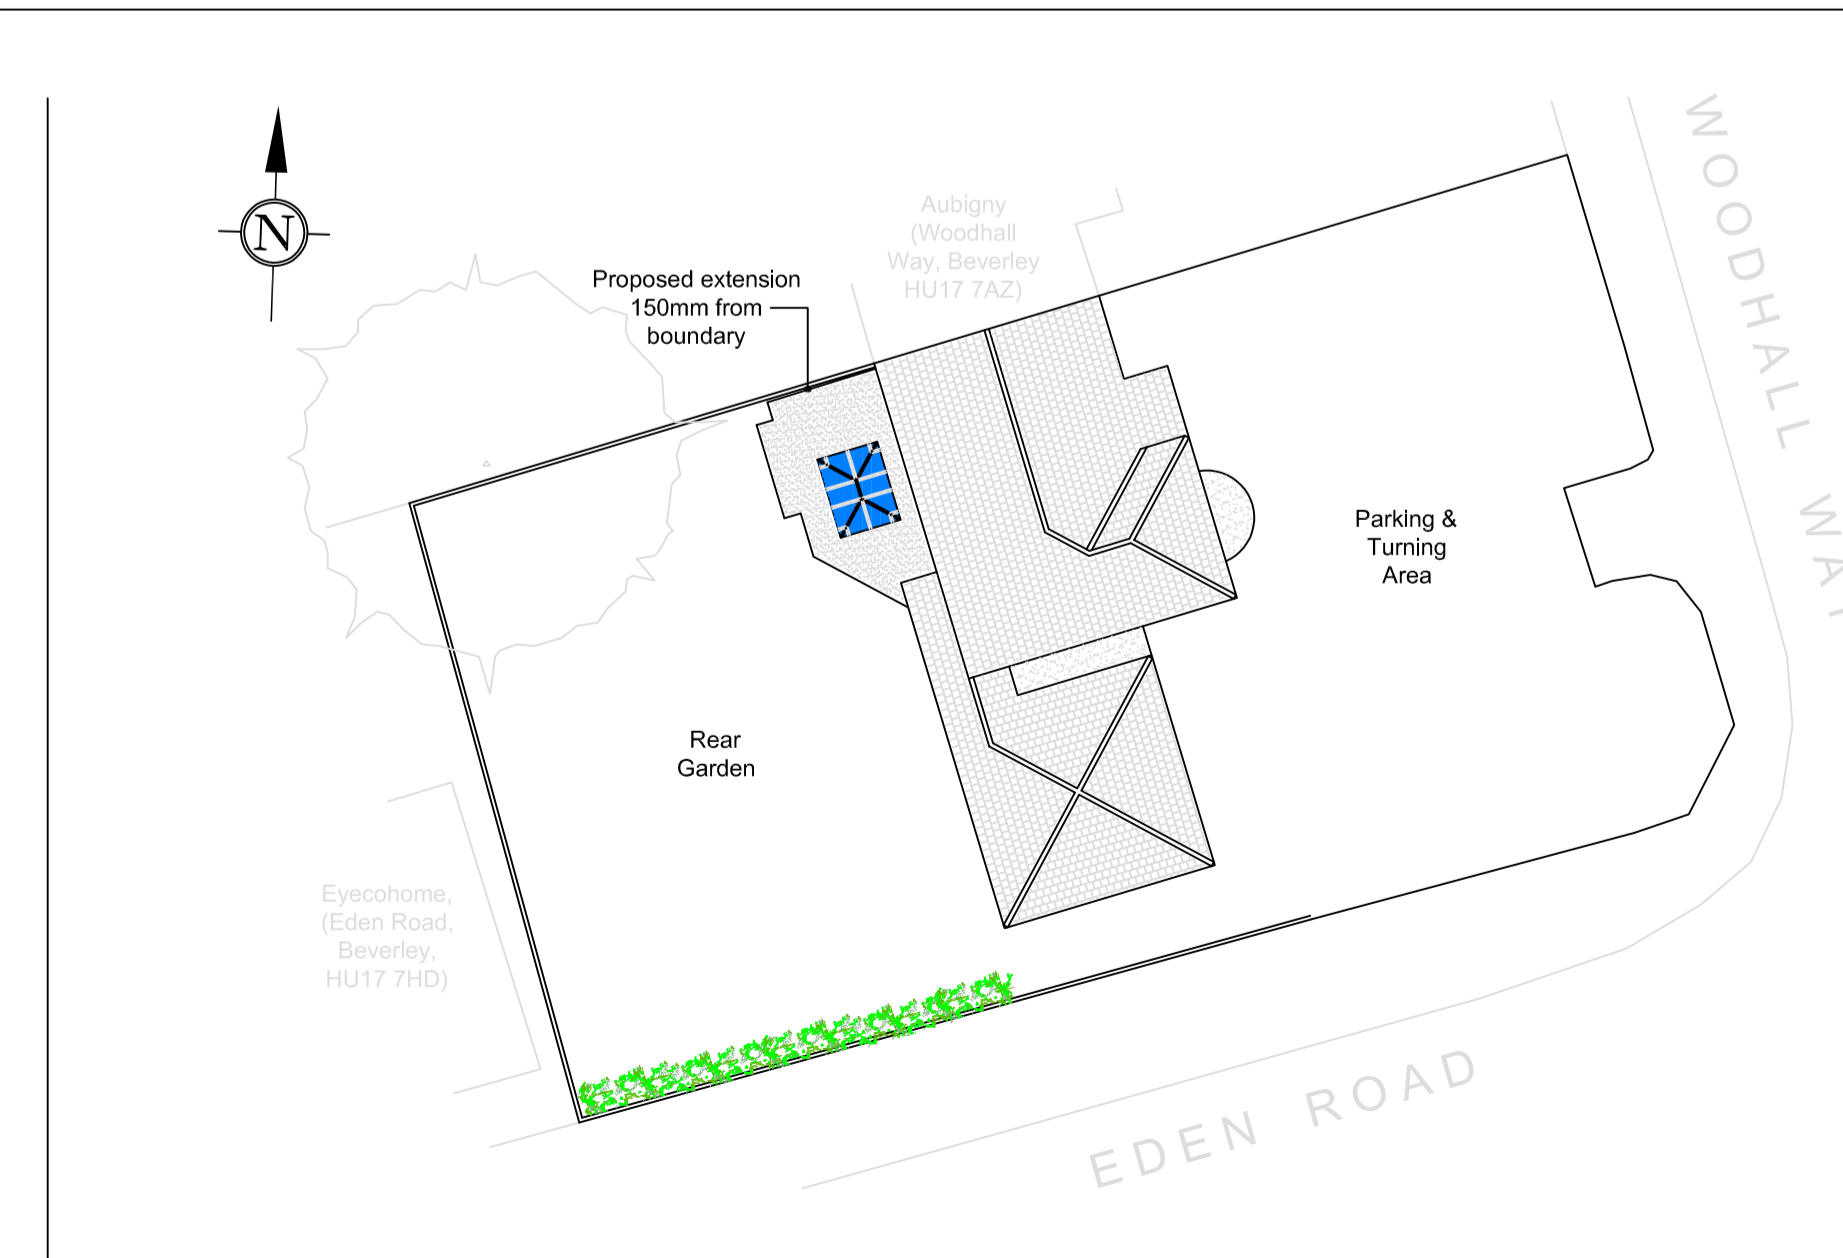 N
Aubigny
(Woodhall
Way, Beverley
HU17 7AZ)
Proposed extension
150mm from
boundary
WOODHALL WAY
Parking &
Turning
Area
Rear
Garden
Eyecohome,
(Eden Road,
Beverley,
HU17 7HD)
EDEN ROAD